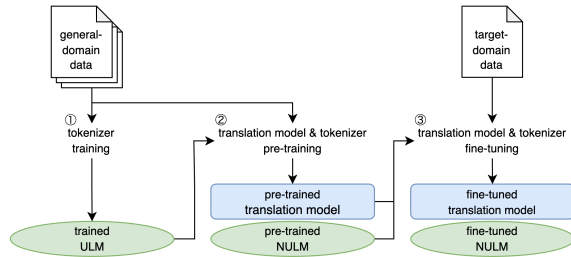 general-
domain
data
target-
domain
data
①
tokenizer
training
②
translation model & tokenizer
pre-training
③
translation model & tokenizer
fine-tuning
pre-trained
translation model
fine-tuned
translation model
trained
ULM
pre-trained
NULM
fine-tuned
NULM